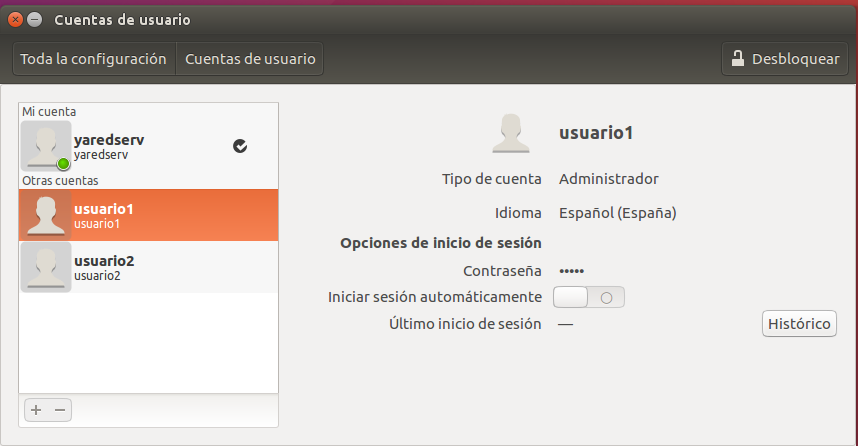 Cuentas de usuario
Toda la configuración
Cuentas de usuario
Desbloquear
Mi cuenta
yaredserv
yaredserv
Otras cuentas
usuario1
usuario1
usuario2
usuario2
usuario1
Tipo de cuenta Administrador
Idioma Español (España)
Opciones de inicio de sesión
Contraseña •••••
Iniciar sesión automáticamente
Último inicio de sesión —
Histórico